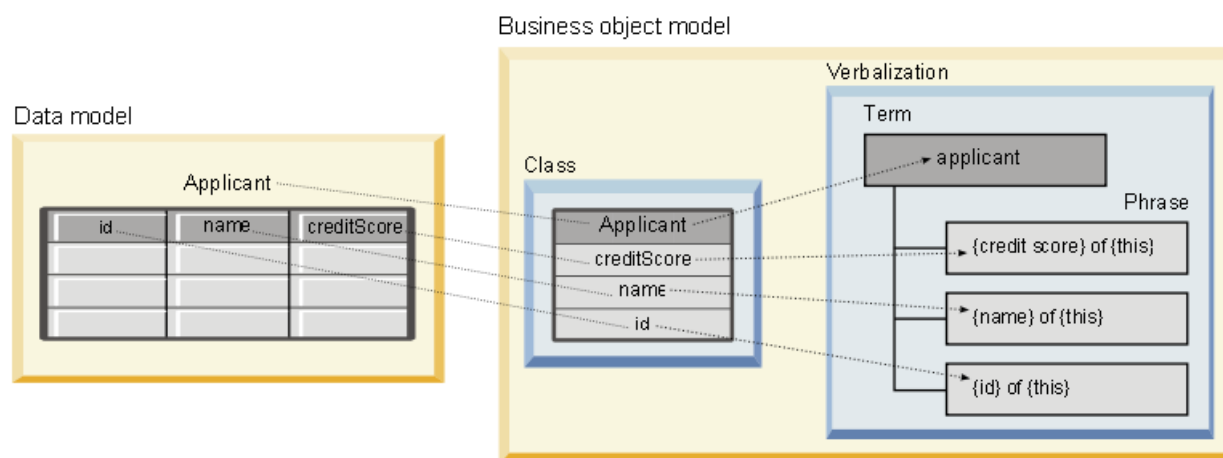 Business object model
Verbalization
Data model
Term
Class
applicant
Applicant
Phrase
id name creditScore
Applicant
creditScore
name
id
{credit score} of {this}
{name} of {this}
{id} of {this}